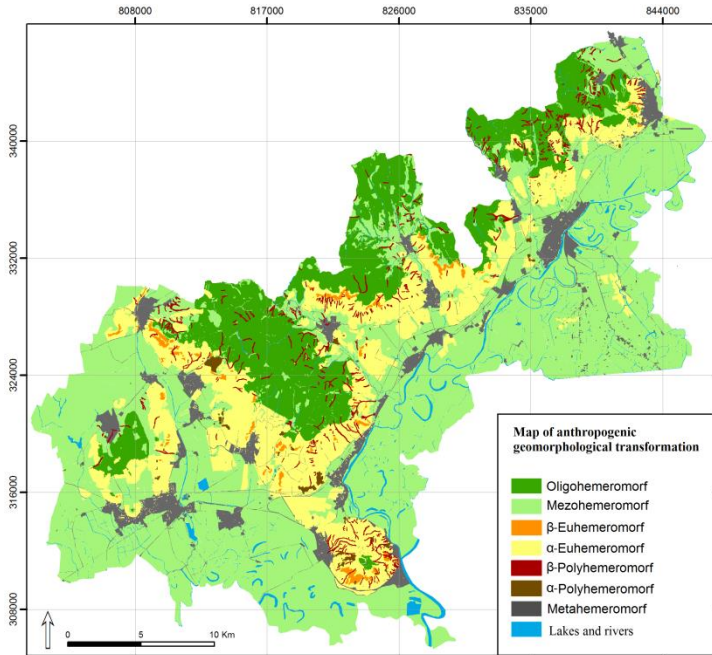 808000 817000 826000 835000 844000
340000
332000
324000
316000
308000
Map of anthropogenic
geomorphological transformation
Oligohemeromorf
Mezohemeromorf
β-Euhemeromorf
α-Euhemeromorf
β-Polyhemeromorf
α-Polyhemeromorf
Metahemeromorf
Lakes and rivers
0 5 10 Km